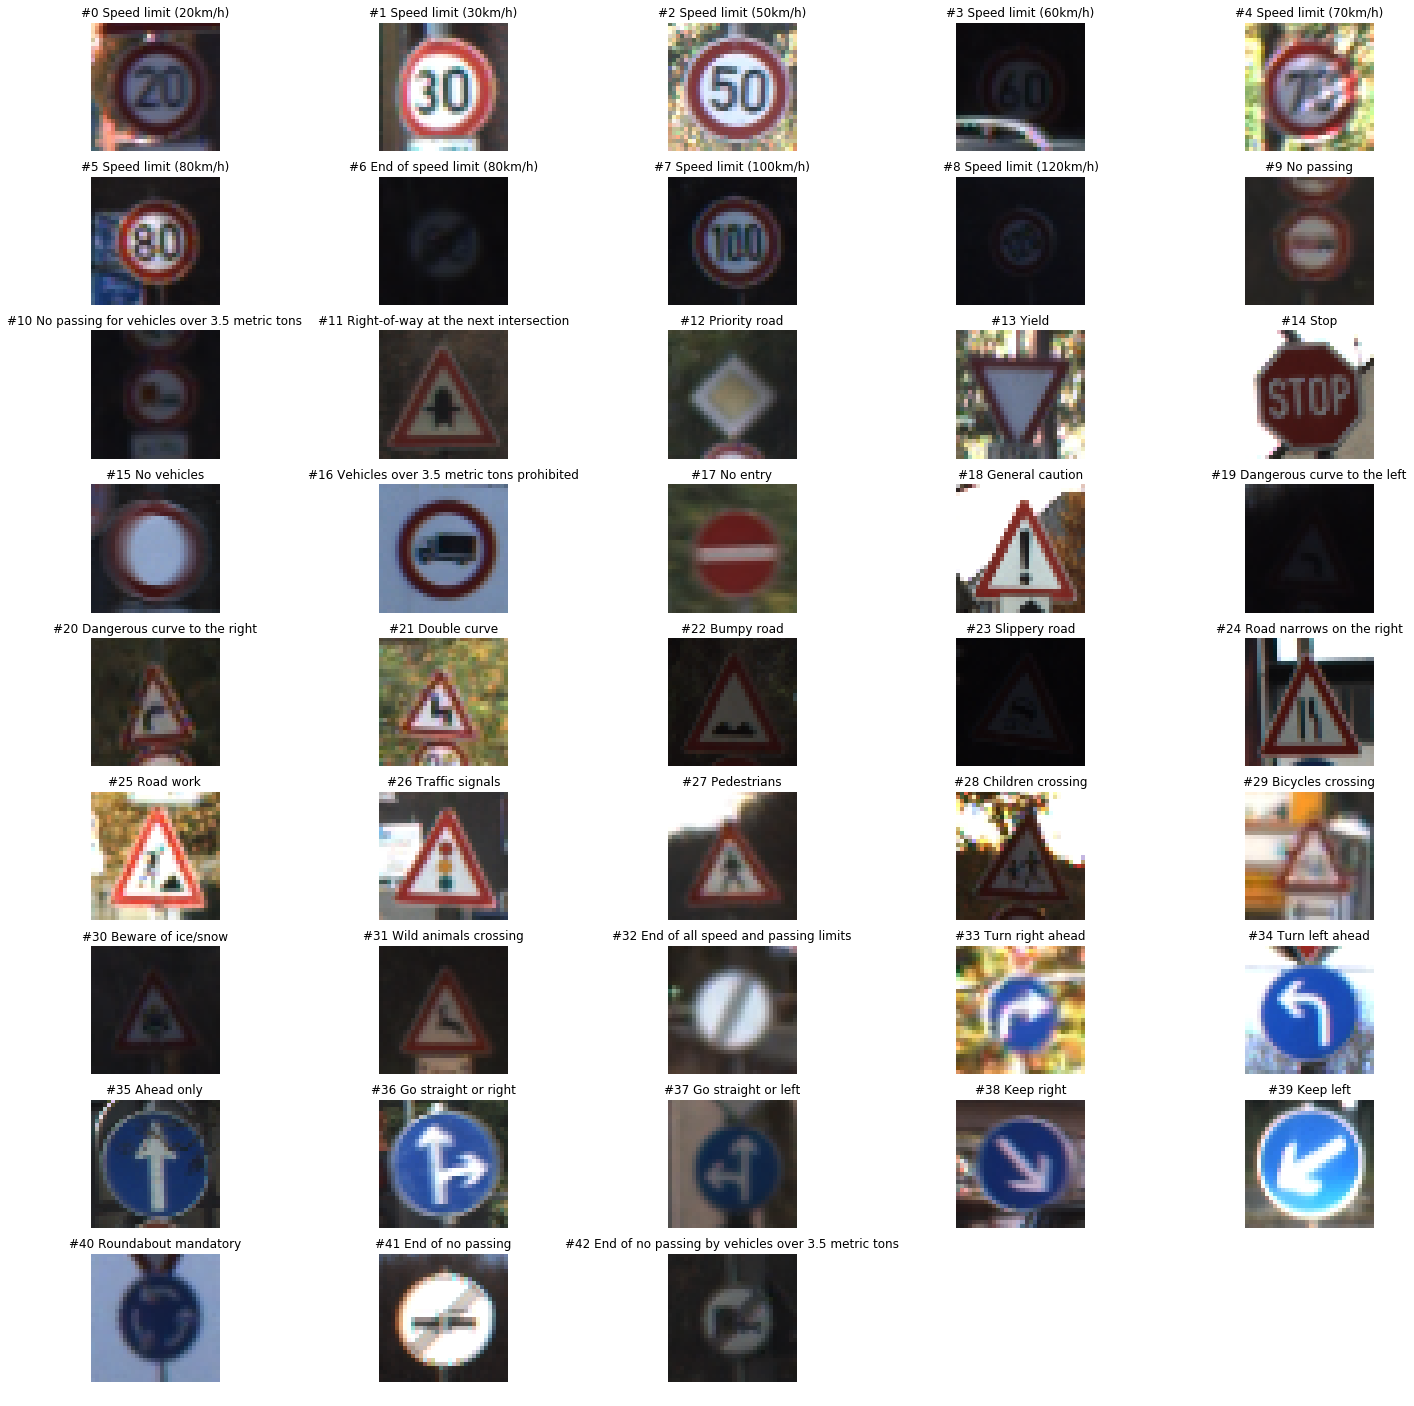 #0 Speed limit (20km/h)
#1 Speed limit (30km/h)
#2 Speed limit (50km/h)
#3 Speed limit (60km/h)
#4 Speed limit (70km/h)
20
30
50
60
70
#5 Speed limit (80km/h)
#6 End of speed limit (80km/h)
#7 Speed limit (100km/h)
#8 Speed limit (120km/h)
#9 No passing
80
100
#10 No passing for vehicles over 3.5 metric tons
#11 Right-of-way at the next intersection
#12 Priority road
#13 Yield
#14 Stop
STOP
#15 No vehicles
#16 Vehicles over 3.5 metric tons prohibited
#17 No entry
#18 General caution
#19 Dangerous curve to the left
#20 Dangerous curve to the right
#21 Double curve
#22 Bumpy road
#23 Slippery road
#24 Road narrows on the right
#25 Road work
#26 Traffic signals
#27 Pedestrians
#28 Children crossing
#29 Bicycles crossing
#30 Beware of ice/snow
#31 Wild animals crossing
#32 End of all speed and passing limits
#33 Turn right ahead
#34 Turn left ahead
#35 Ahead only
#36 Go straight or right
#37 Go straight or left
#38 Keep right
#39 Keep left
#40 Roundabout mandatory
#41 End of no passing
#42 End of no passing by vehicles over 3.5 metric tons